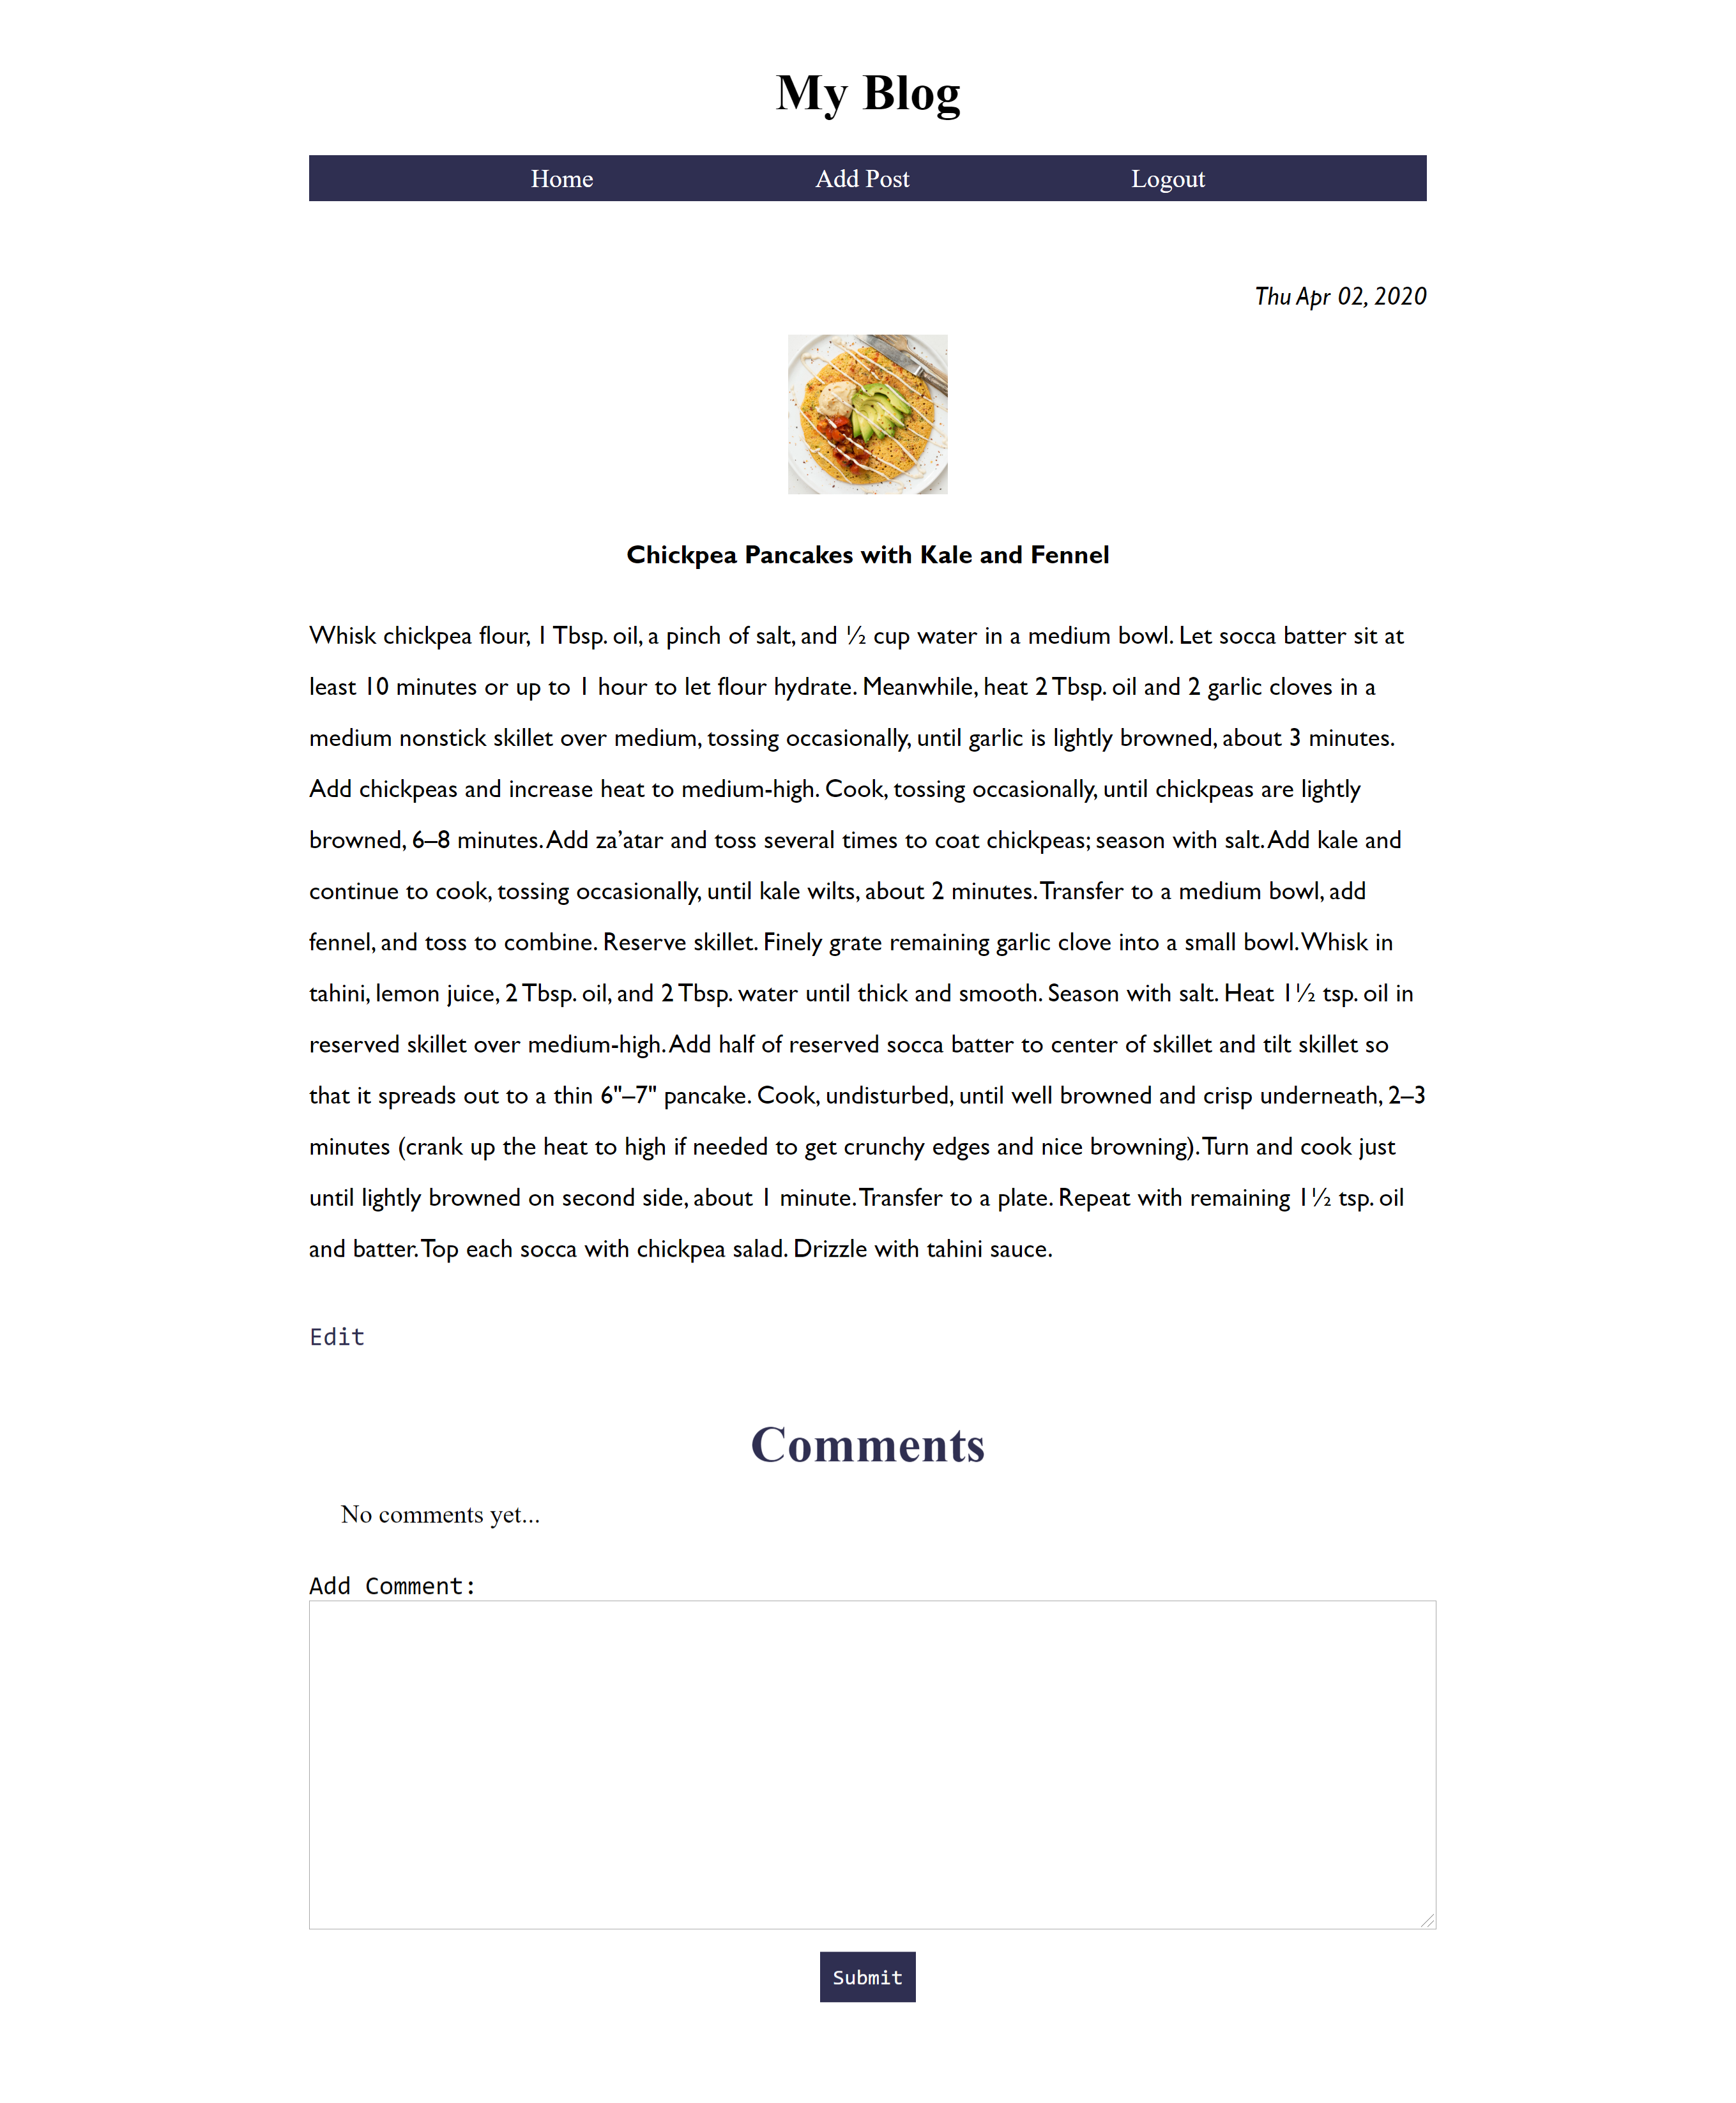 My Blog
Home Add Post Logout
Thu Apr 02, 2020
Chickpea Pancakes with Kale and Fennel
Whisk chickpea flour, 1 Tbsp. oil, a pinch of salt, and ½ cup water in a medium bowl. Let socca batter sit at
least 10 minutes or up to 1 hour to let flour hydrate. Meanwhile, heat 2 Tbsp. oil and 2 garlic cloves in a
medium nonstick skillet over medium, tossing occasionally, until garlic is lightly browned, about 3 minutes.
Add chickpeas and increase heat to medium-high. Cook, tossing occasionally, until chickpeas are lightly
browned, 6–8 minutes. Add za’atar and toss several times to coat chickpeas; season with salt. Add kale and
continue to cook, tossing occasionally, until kale wilts, about 2 minutes. Transfer to a medium bowl, add
fennel, and toss to combine. Reserve skillet. Finely grate remaining garlic clove into a small bowl. Whisk in
tahini, lemon juice, 2 Tbsp. oil, and 2 Tbsp. water until thick and smooth. Season with salt. Heat 1½ tsp. oil in
reserved skillet over medium-high. Add half of reserved socca batter to center of skillet and tilt skillet so
that it spreads out to a thin 6"–7" pancake. Cook, undisturbed, until well browned and crisp underneath, 2–3
minutes (crank up the heat to high if needed to get crunchy edges and nice browning). Turn and cook just
until lightly browned on second side, about 1 minute. Transfer to a plate. Repeat with remaining 1½ tsp. oil
and batter. Top each socca with chickpea salad. Drizzle with tahini sauce.
Edit
Comments
No comments yet...
Add Comment:
Submit